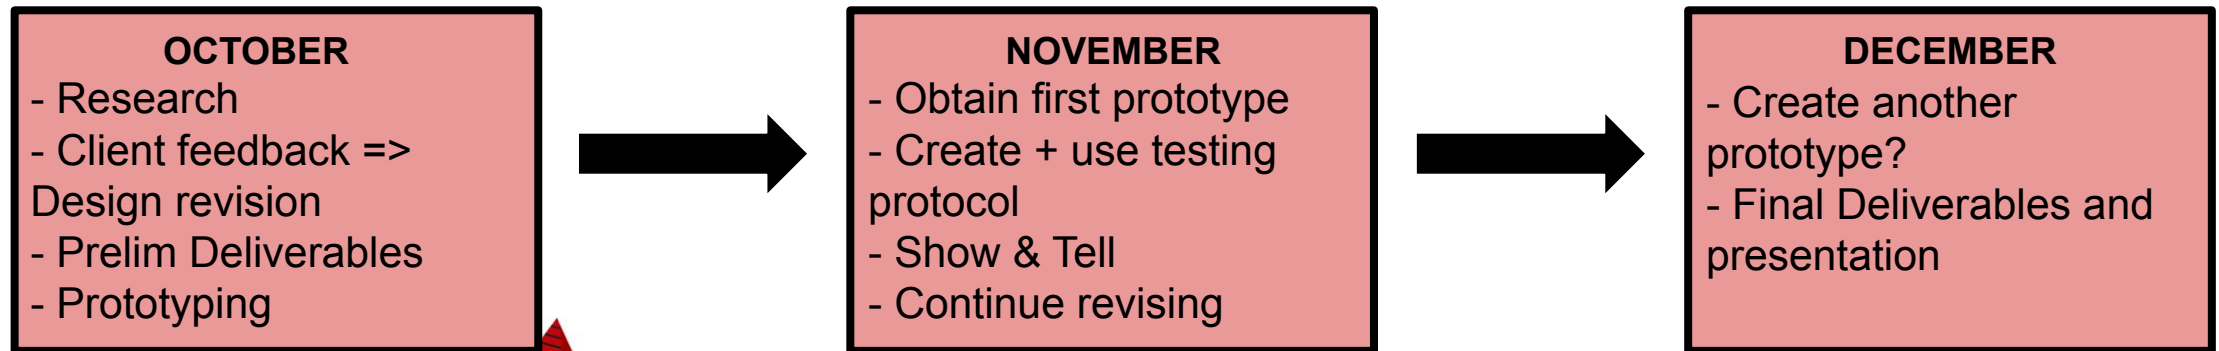 OCTOBER
- Research
- Client feedback =>
Design revision
- Prelim Deliverables
- Prototyping
NOVEMBER
- Obtain first prototype
- Create + use testing
protocol
- Show & Tell
- Continue revising
DECEMBER
- Create another
prototype?
- Final Deliverables and
presentation